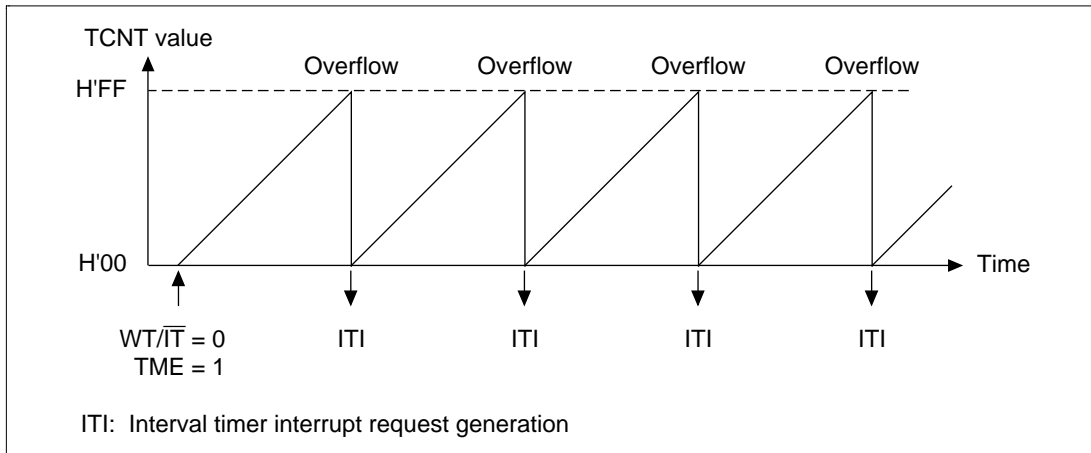 TCNT value
Overflow Overflow Overflow Overflow
H'FF
H'00
Time
WT/I̅T̅ = 0
TME = 1
ITI ITI ITI ITI
ITI: Interval timer interrupt request generation